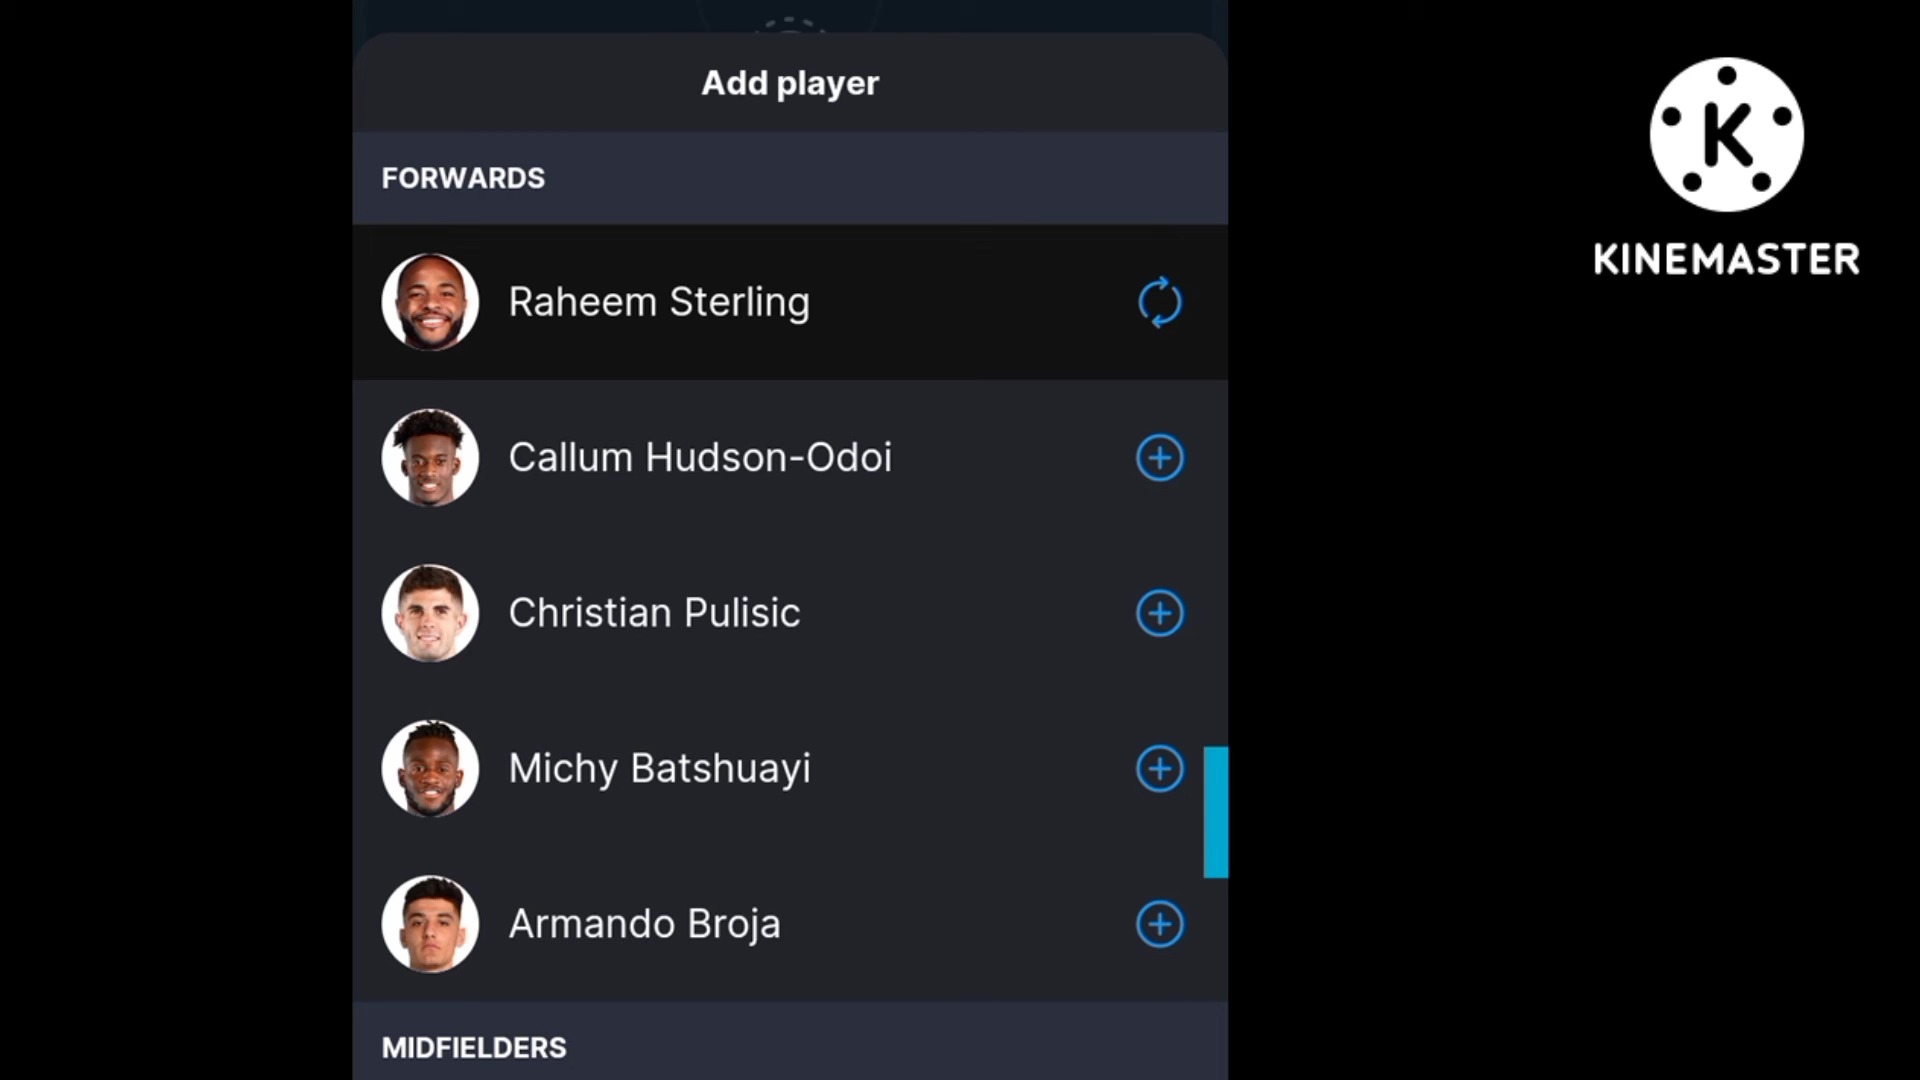 Add player
FORWARDS
Raheem Sterling
Callum Hudson-Odoi
Christian Pulisic
Michy Batshuayi
Armando Broja
MIDFIELDERS
K
KINEMASTER